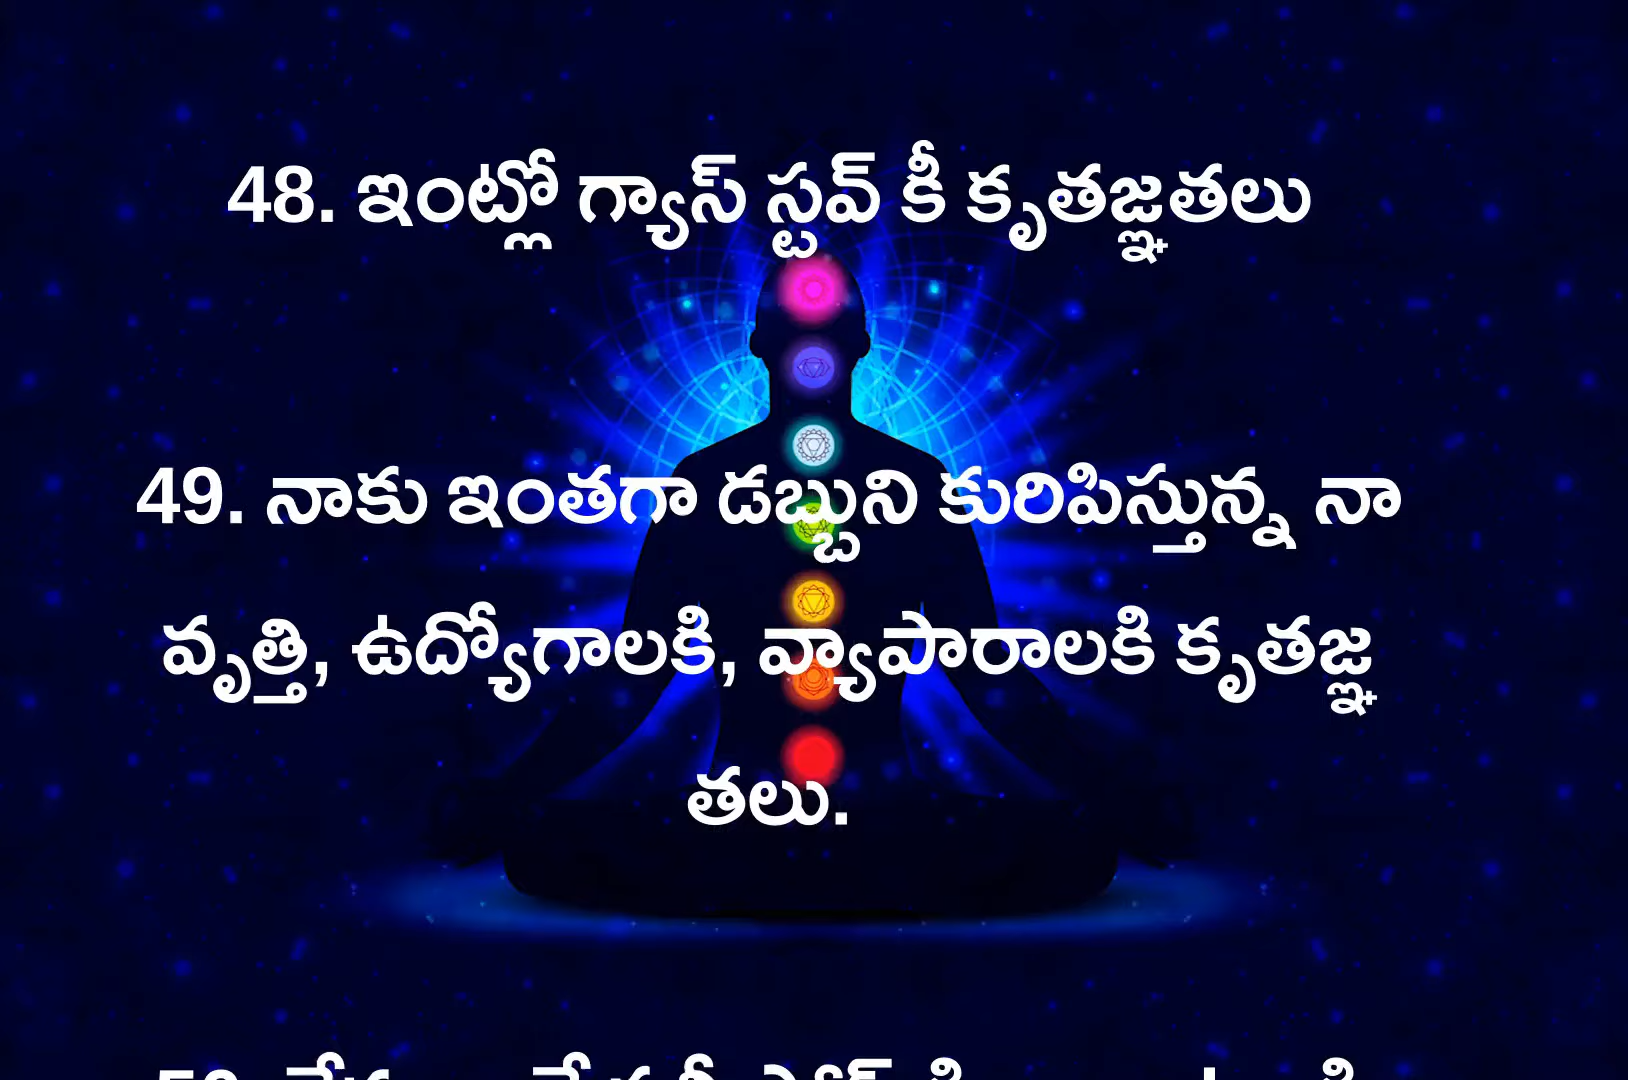 48. ఇంట్లో గ్యాస్ స్టవ్ కీ కృతజ్ఞతలు
49. నాకు ఇంతగా డబ్బుని కురిపిస్తున్న నా
వృత్తి, ఉద్యోగాలకి, వ్యాపారాలకి కృతజ్ఞ
తలు.